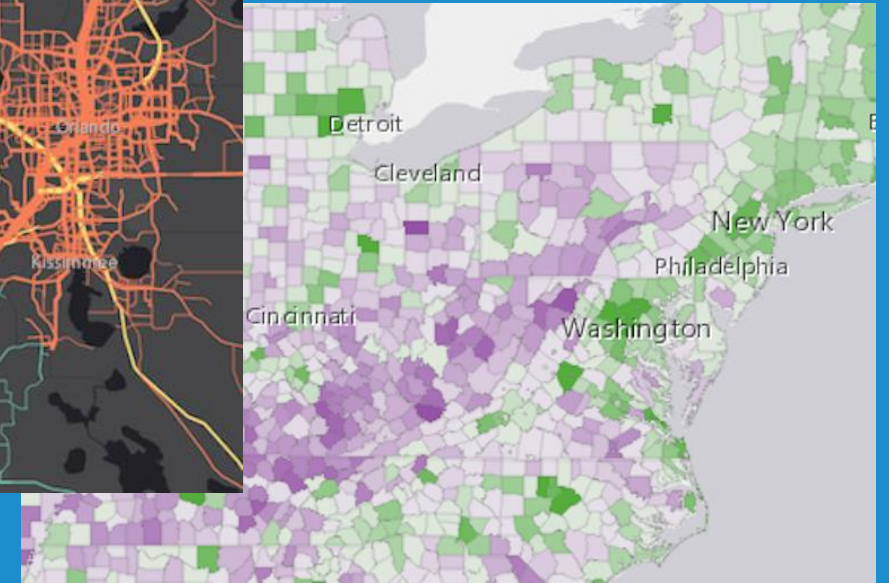 Orlando
Kissimmee
Detroit
Cleveland
New York
Philadelphia
Cincinnati
Washington